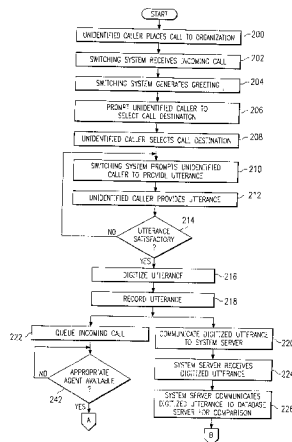 START
UNIDENTIFIED CALLER PLACES CALL TO ORGANIZATION
200
SWITCHING SYSTEM RECEIVES INCOMING CALL
202
SWITCHING SYSTEM GENERATES GREETING
204
PROMPT UNIDENTIFIED CALLER TO
SELECT CALL DESTINATION
206
UNIDENTIFIED CALLER SELECTS CALL DESTINATION
208
SWITCHING SYSTEM PROMPTS UNIDENTIFIED
CALLER TO PROVIDE UTTERANCE
210
UNIDENTIFIED CALLER PROVIDES UTTERANCE
212
214
NO
UTTERANCE
SATISFACTORY
?
YES
DIGITIZE UTTERANCE
216
RECORD UTTERANCE
218
222
QUEUE INCOMING CALL
COMMUNICATE DIGITIZED UTTERANCE
TO SYSTEM SERVER
220
NO
APPROPRIATE
AGENT AVAILABLE
?
242
YES
A
SYSTEM SERVER RECEIVES
DIGITIZED UTTERANCE
224
SYSTEM SERVER COMMUNICATES
DIGITIZED UTTERANCE TO DATABASE
SERVER FOR COMPARISON
226
B